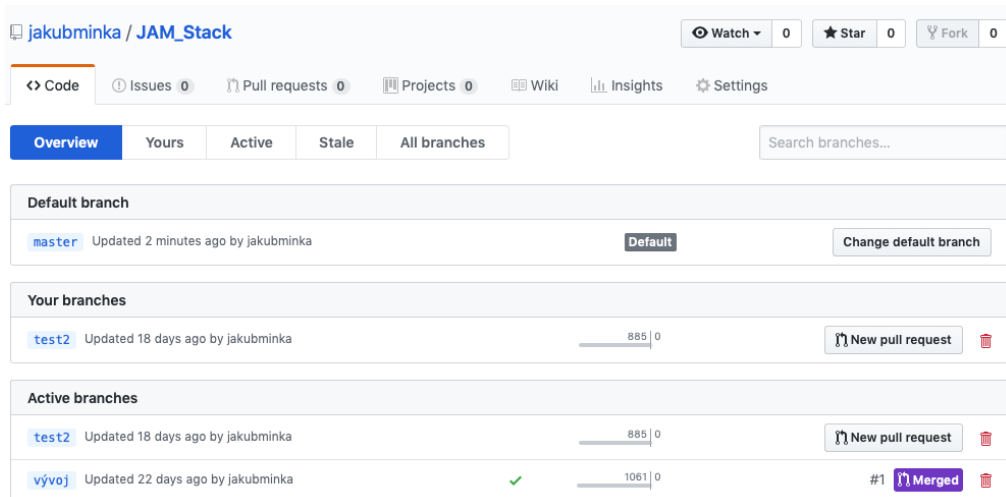 jakubminka / JAM_Stack
Watch 0 Star 0 Fork 0
Code Issues 0 Pull requests 0 Projects 0 Wiki Insights Settings
Overview Yours Active Stale All branches Search branches...
Default branch
master Updated 2 minutes ago by jakubminka Default Change default branch
Your branches
test2 Updated 18 days ago by jakubminka 885 0 New pull request
Active branches
test2 Updated 18 days ago by jakubminka 885 0 New pull request
vývoj Updated 22 days ago by jakubminka 1061 0 #1 Merged